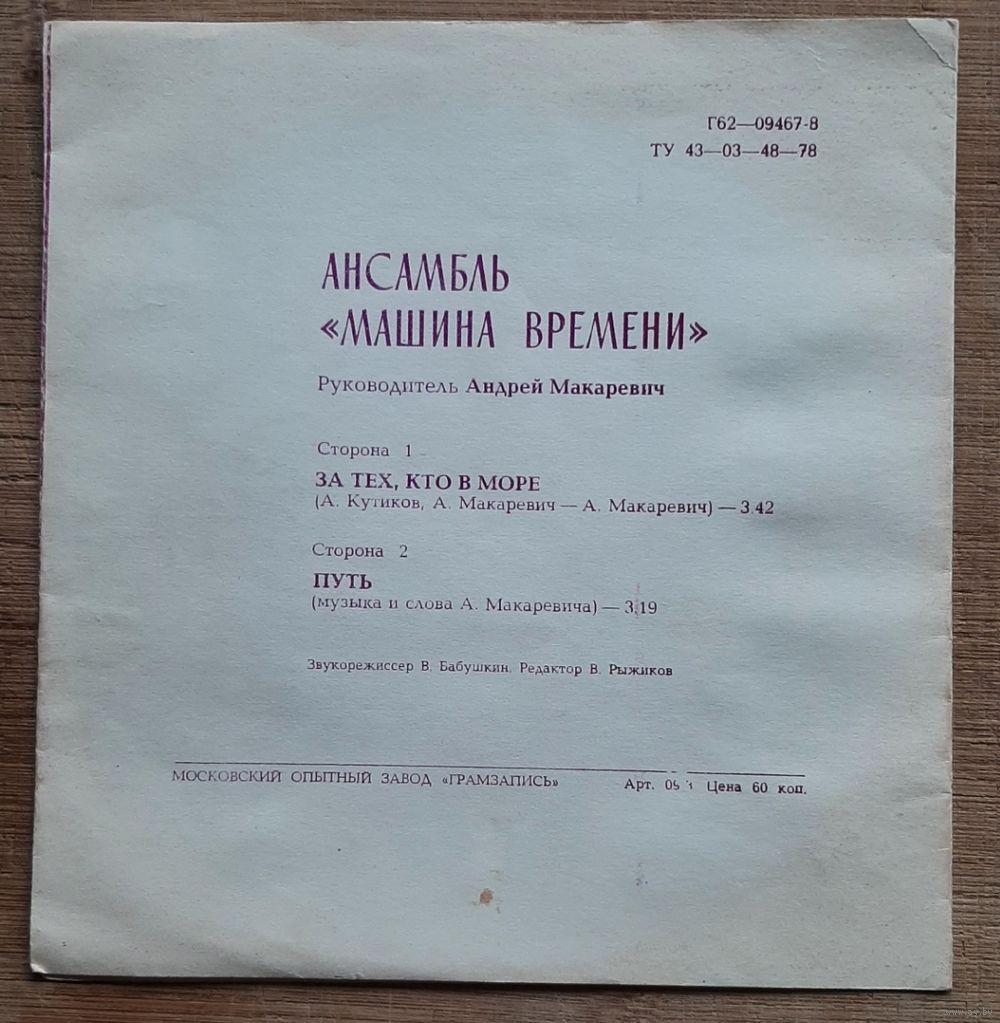 Г62—09467-8
ТУ 43—03—48—78
АНСАМБЛЬ
«МАШИНА ВРЕМЕНИ»
Руководитель Андрей Макаревич
Сторона 1
ЗА ТЕХ, КТО В МОРЕ
(А. Кутиков, А. Макаревич — А. Макаревич) — 3.42
Сторона 2
ПУТЬ
(музыка и слова А. Макаревича) — 3.19
Звукорежиссер В. Бабушкин. Редактор В. Рыжиков
МОСКОВСКИЙ ОПЫТНЫЙ ЗАВОД «ГРАМЗАПИСЬ» Арт. Цена 60 коп.